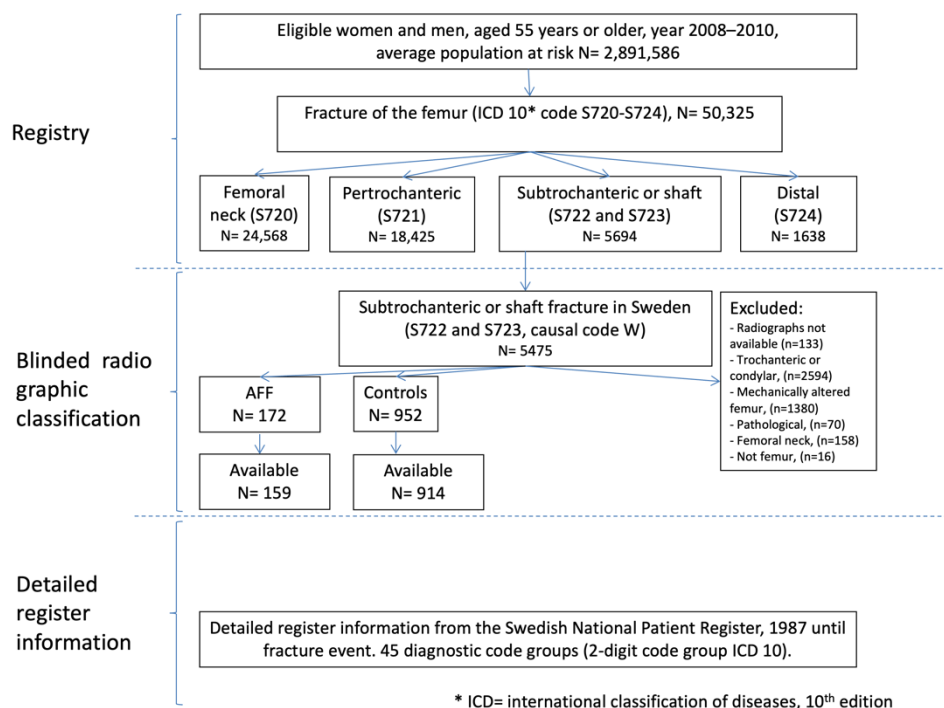 Registry
Eligible women and men, aged 55 years or older, year 2008–2010,
average population at risk N= 2,891,586
Fracture of the femur (ICD 10* code S720-S724), N= 50,325
Femoral
neck (S720)
N= 24,568
Pertrochanteric
(S721)
N= 18,425
Subtrochanteric or shaft
(S722 and S723)
N= 5694
Distal
(S724)
N= 1638
Blinded radio
graphic
classification
Subtrochanteric or shaft fracture in Sweden
(S722 and S723, causal code W)
N= 5475
Excluded:
- Radiographs not
available (n=133)
- Trochanteric or
condylar, (n=2594)
- Mechanically altered
femur, (n=1380)
- Pathological, (n=70)
- Femoral neck, (n=158)
- Not femur, (n=16)
AFF
N= 172
Controls
N= 952
Available
N= 159
Available
N= 914
Detailed
register
information
Detailed register information from the Swedish National Patient Register, 1987 until
fracture event. 45 diagnostic code groups (2-digit code group ICD 10).
* ICD= international classification of diseases, 10th edition